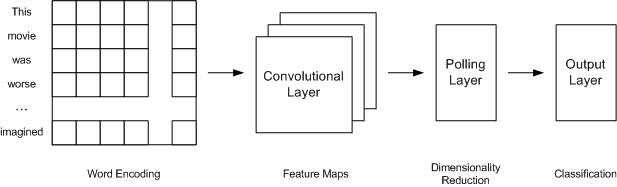 This
movie
was
worse
...
imagined
Convolutional
Layer
Polling
Layer
Output
Layer
Word Encoding
Feature Maps
Dimensionality
Reduction
Classification